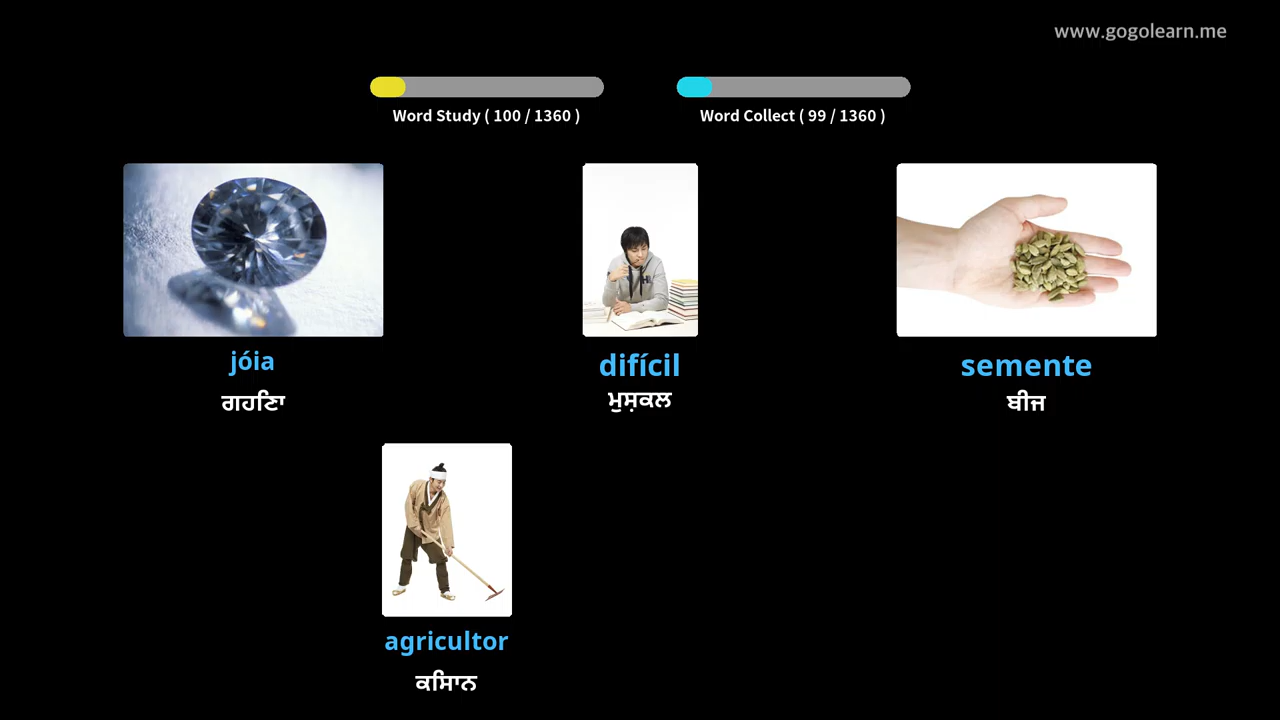 www.gogolearn.me
Word Study ( 100 / 1360 )
Word Collect ( 99 / 1360 )
jóia
difícil
semente
ਗਹਣਿਾ
ਮੁਸ਼ਕਲ
ਬੀਜ
agricultor
ਕਸਿਾਨ